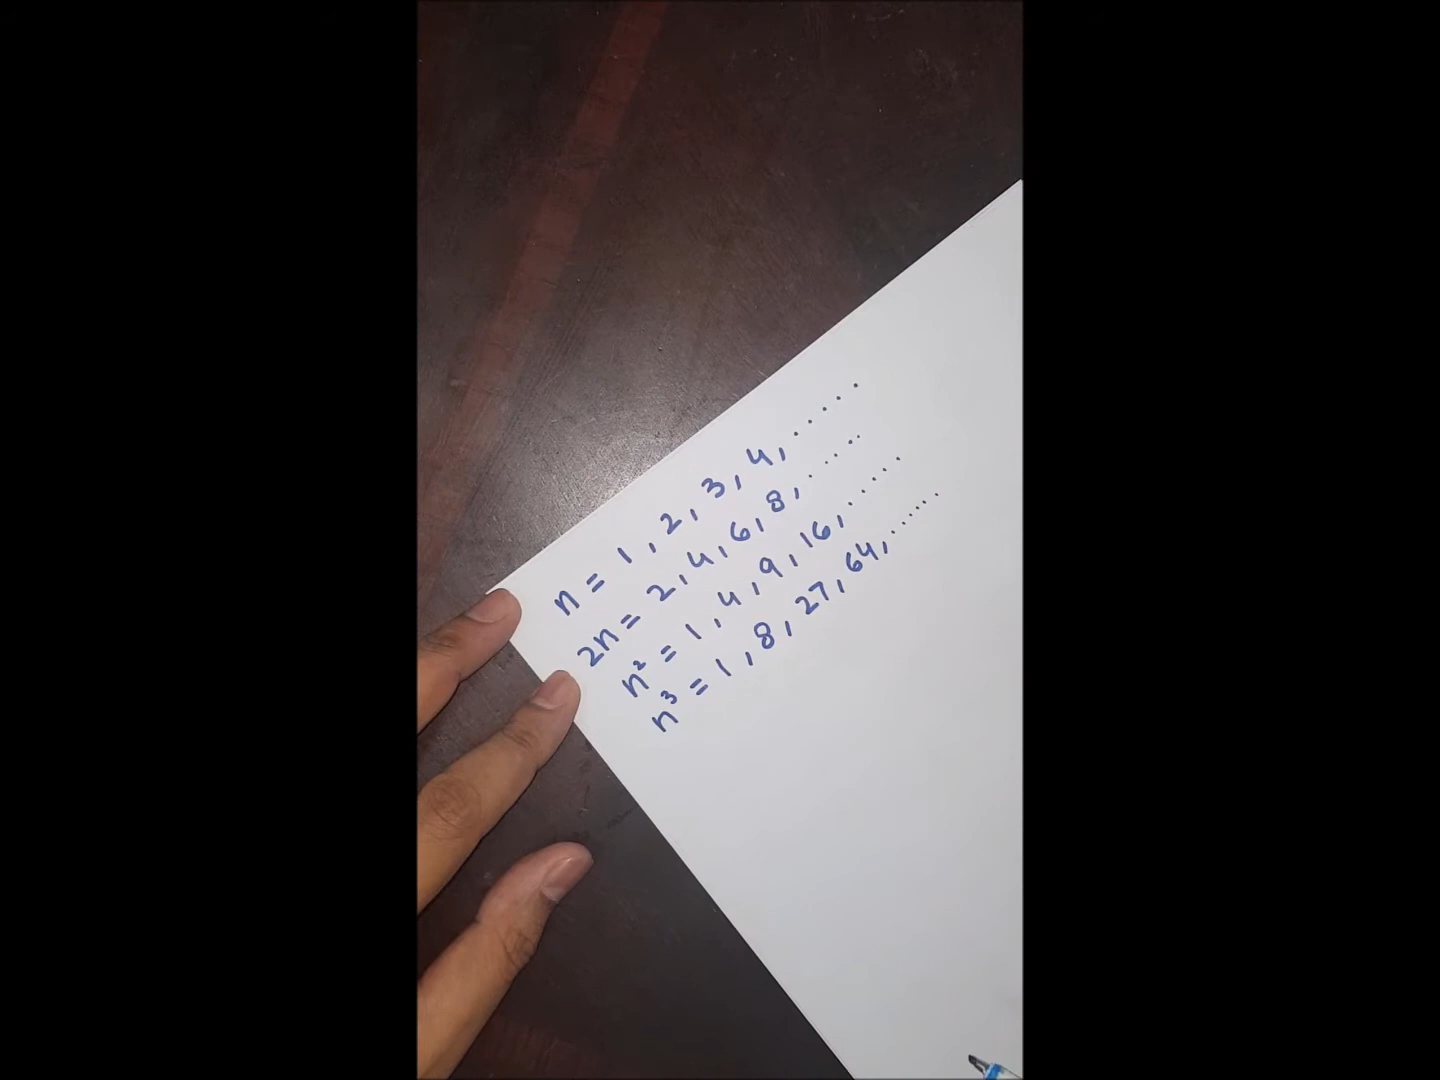 n = 1, 2, 3, 4, ......
2n = 2, 4, 6, 8, ......
n² = 1, 4, 9, 16, ......
n³ = 1, 8, 27, 64, .......